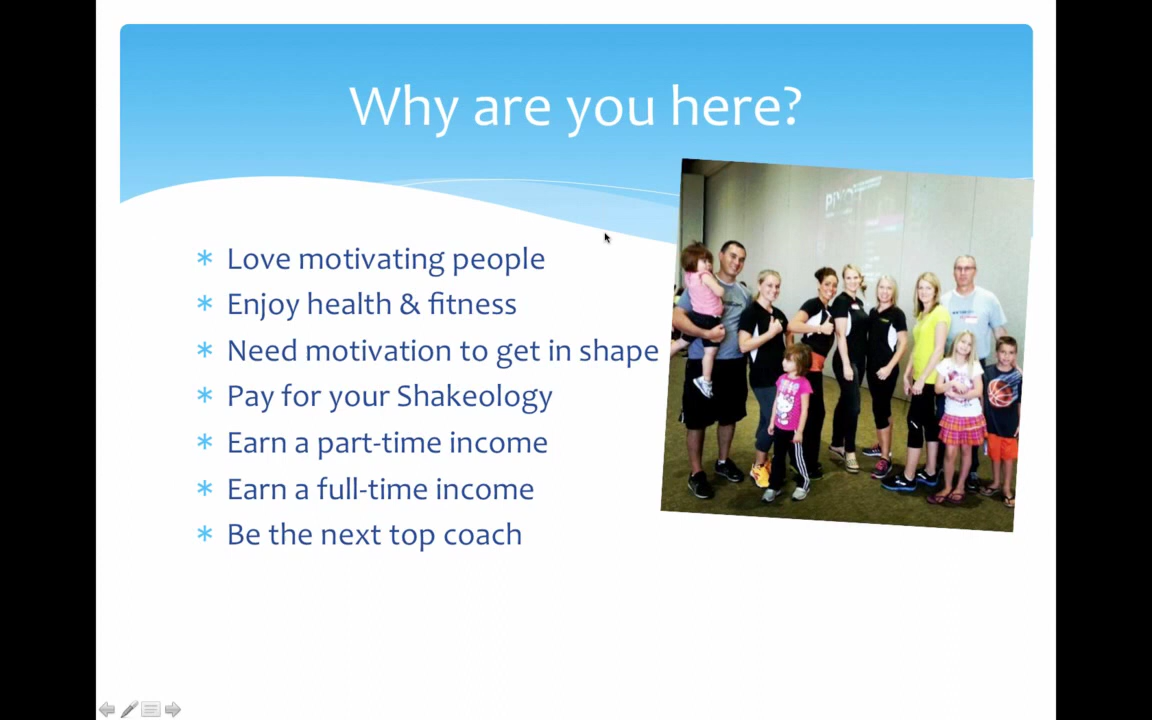 Why are you here?
* Love motivating people
* Enjoy health & fitness
* Need motivation to get in shape
* Pay for your Shakeology
* Earn a part-time income
* Earn a full-time income
* Be the next top coach